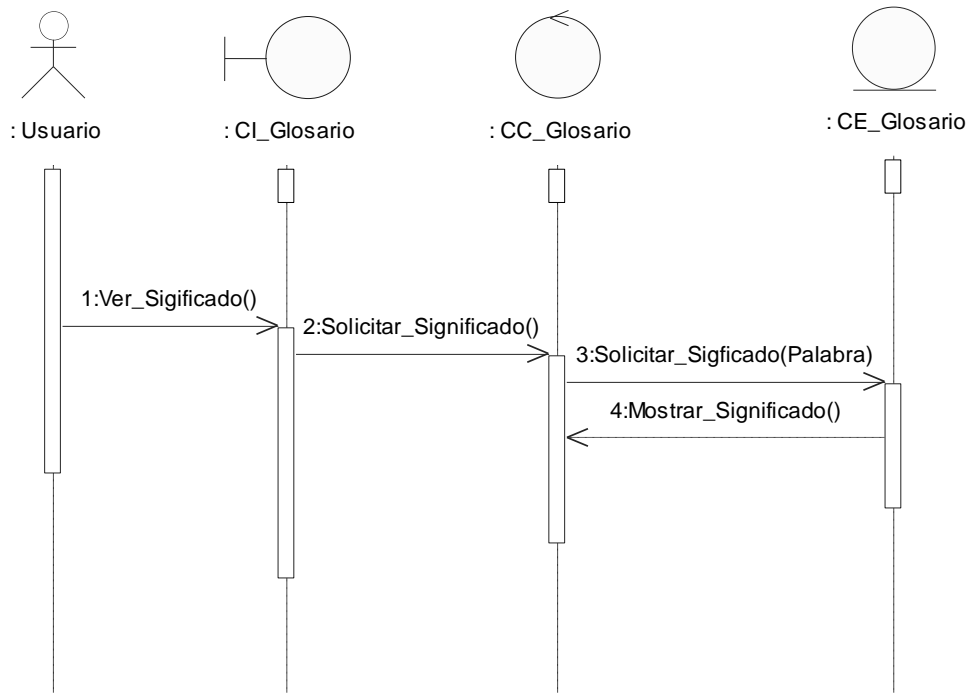 : Usuario
: CI_Glosario
: CC_Glosario
: CE_Glosario
1:Ver_Sigificado()
2:Solicitar_Significado()
3:Solicitar_Sigficado(Palabra)
4:Mostrar_Significado()